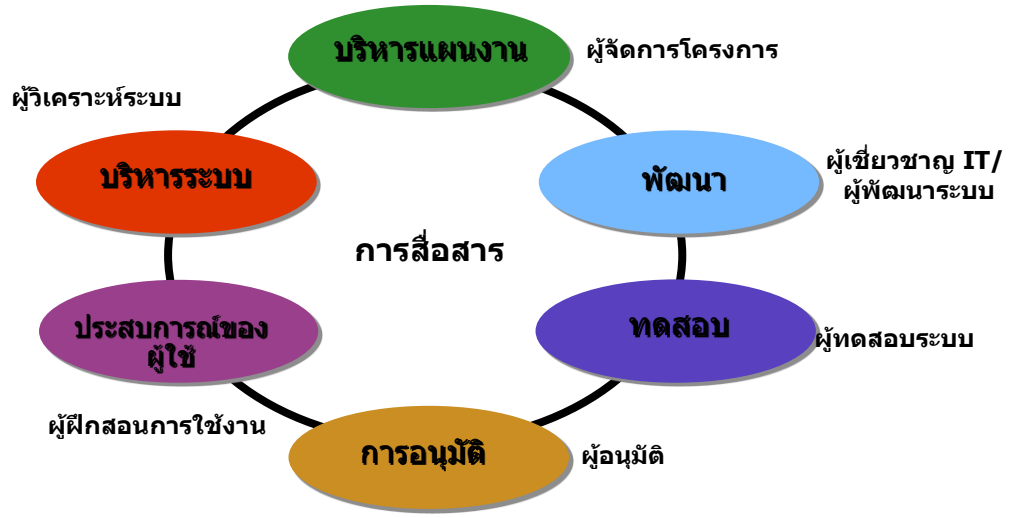 บริหารแผนงาน
ผู้จัดการโครงการ
ผู้วิเคราะห์ระบบ
บริหารระบบ
พัฒนา
ผู้เชี่ยวชาญ IT/
ผู้พัฒนาระบบ
การสื่อสาร
ประสบการณ์ของ
ผู้ใช้
ทดสอบ
ผู้ทดสอบระบบ
ผู้ฝึกสอนการใช้งาน
การอนุมัติ
ผู้อนุมัติ